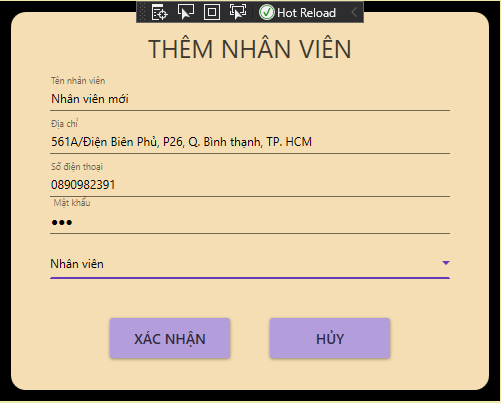 Hot Reload
THÊM NHÂN VIÊN
Tên nhân viên
Nhân viên mới
Địa chỉ
561A/Điện Biên Phủ, P26, Q. Bình thạnh, TP. HCM
Số điện thoại
0890982391
Mật khẩu
●●●
Nhân viên
XÁC NHẬN
HỦY